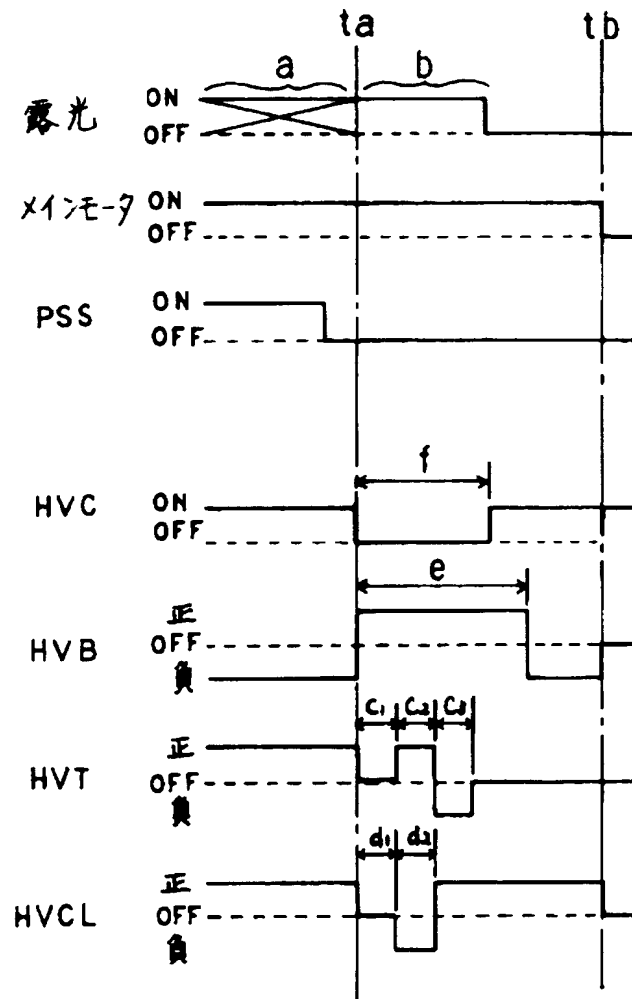 ta tb
a b
露光 ON
OFF
メインモータ ON
OFF
PSS ON
OFF
f
HVC ON
OFF
e
正
HVB OFF
負
C₁ C₂ C₃
正
HVT OFF
負
d₁ d₂
正
HVCL OFF
負